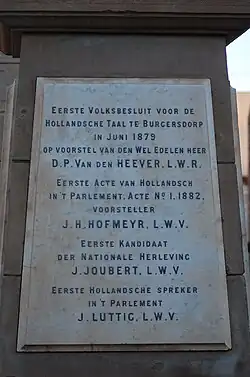 Eerste Volksbesluit voor de
Hollandsche Taal te Burgersdorp
in Juni 1879
op voorstel van den Wel Edelen Heer
D.P. Van den HEEVER, L.W.R.
Eerste Acte van Hollandsch
in 't Parlement, Acte No 1, 1882,
voorsteller
J.H. HOFMEYR, L.W.V.
Eerste Kandidaat
der Nationale Herleving
J. JOUBERT, L.W.V.
Eerste Hollandsche spreker
in 't Parlement
J. LUTTIG, L.W.V.